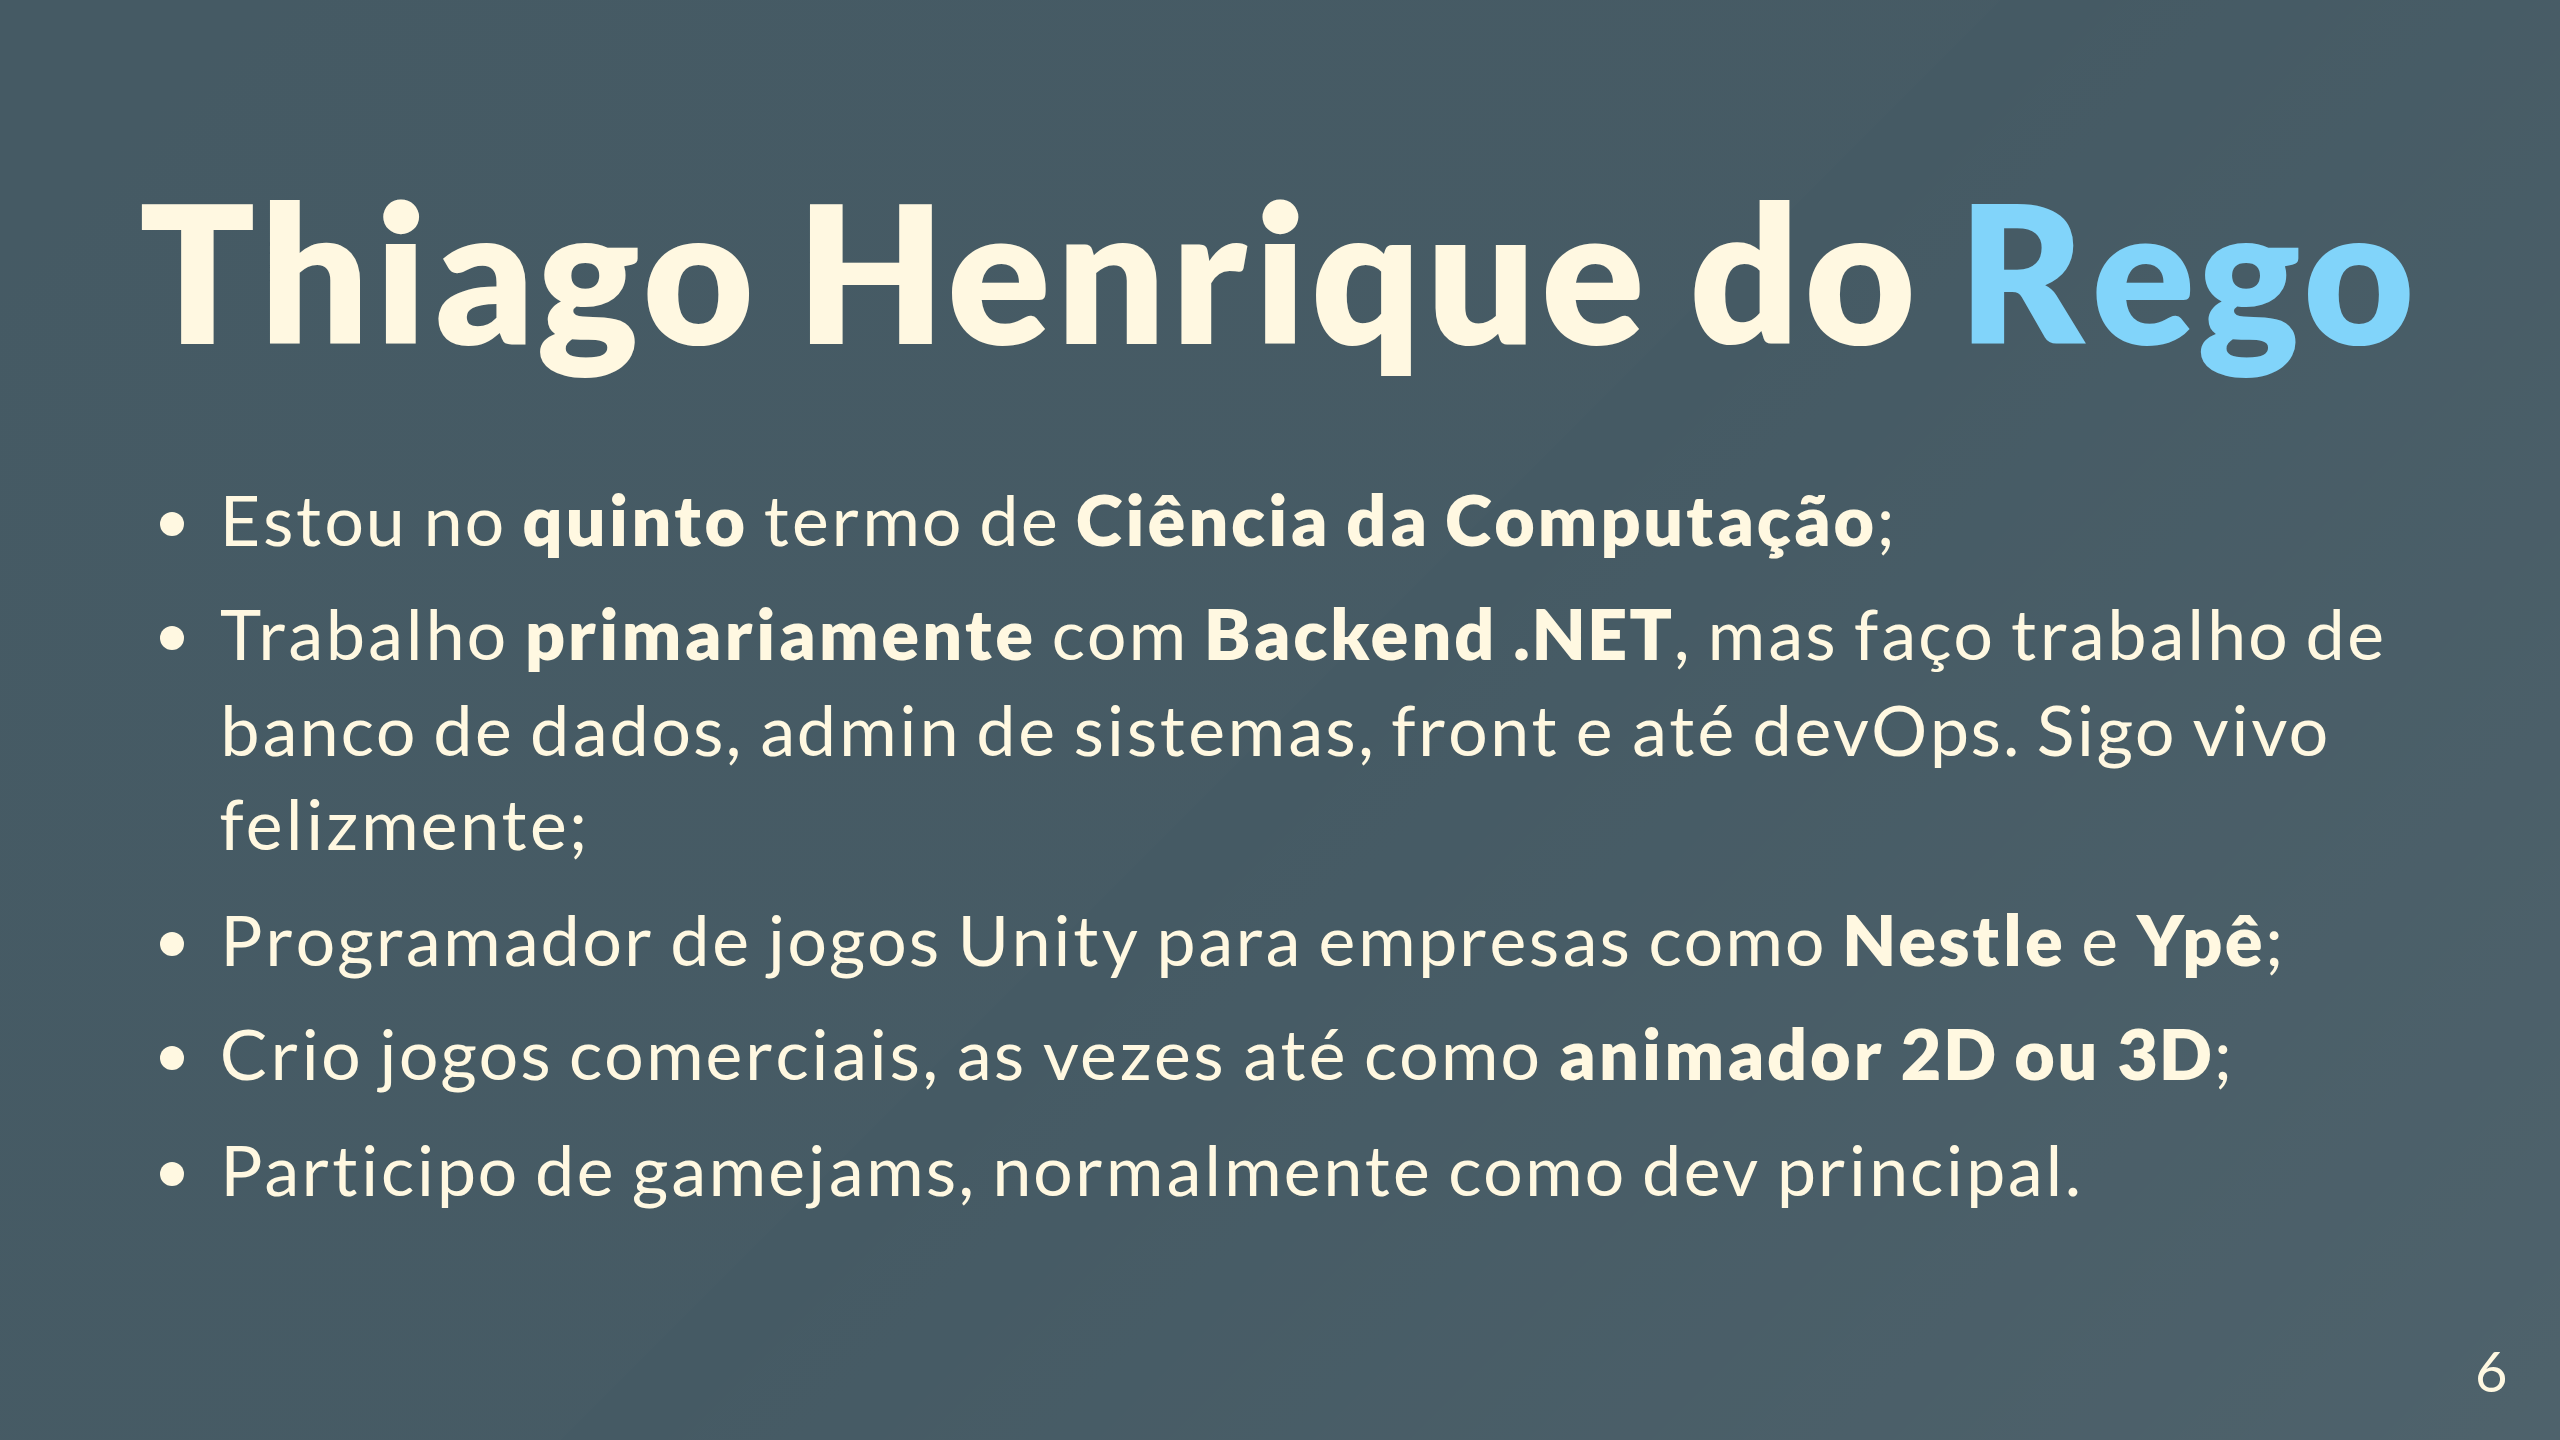 Thiago Henrique do Rego
• Estou no quinto termo de Ciência da Computação;
• Trabalho primariamente com Backend .NET, mas faço trabalho de
banco de dados, admin de sistemas, front e até devOps. Sigo vivo
felizmente;
• Programador de jogos Unity para empresas como Nestle e Ypê;
• Crio jogos comerciais, as vezes até como animador 2D ou 3D;
• Participo de gamejams, normalmente como dev principal.
6